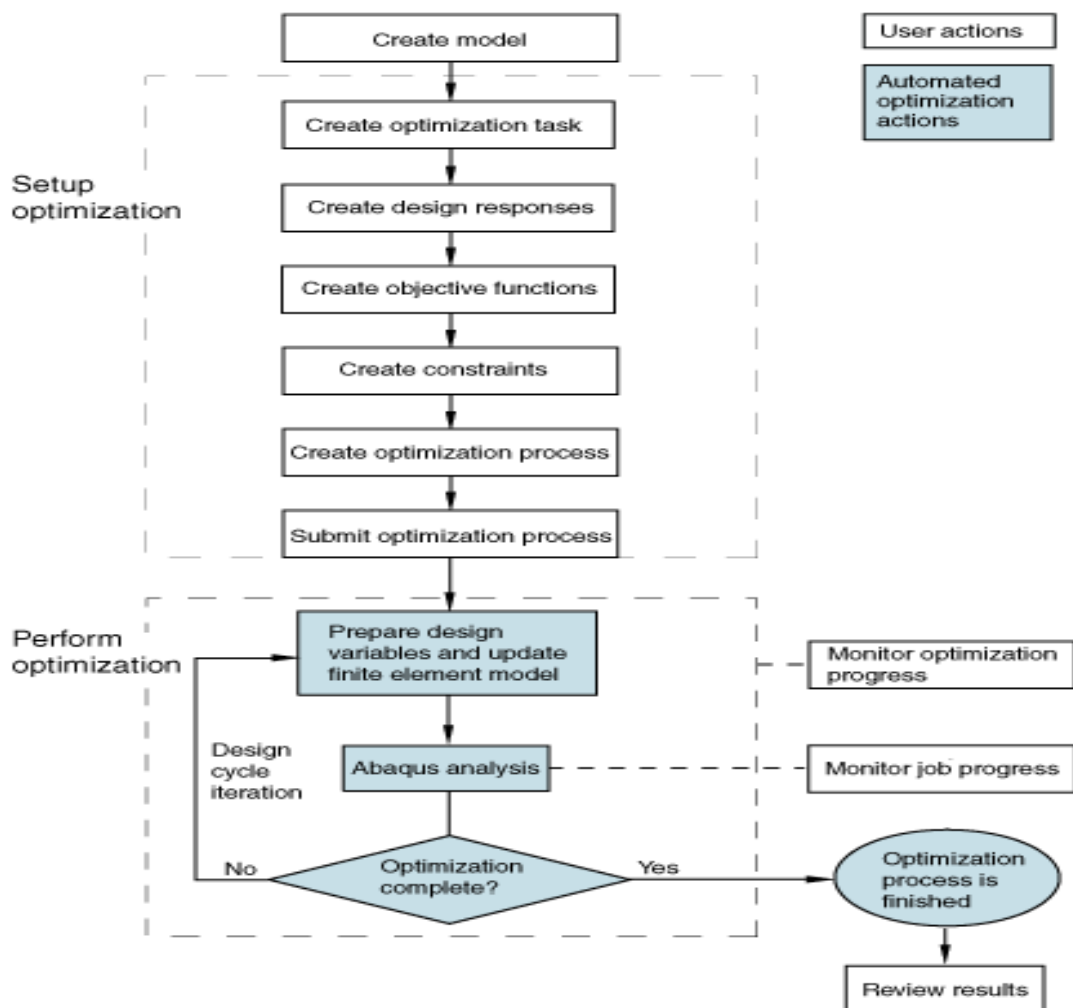 Create model
User actions
Automated
optimization
actions
Create optimization task
Setup
optimization
Create design responses
Create objective functions
Create constraints
Create optimization process
Submit optimization process
Perform
optimization
Prepare design
variables and update
finite element model
Monitor optimization
progress
Design
cycle
iteration
Abaqus analysis
Monitor job progress
No
Optimization
complete?
Yes
Optimization
process is
finished
Review results